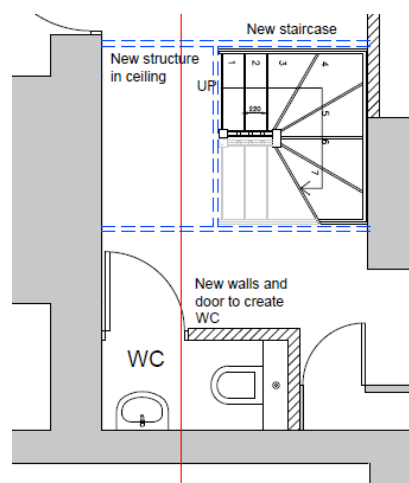 New staircase
New structure
in ceiling
UP
1
2
3
4
5
6
7
220
New walls and
door to create
WC
WC